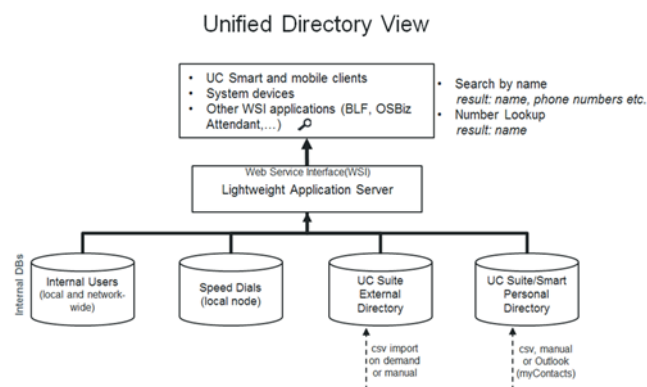 Unified Directory View
• UC Smart and mobile clients
• System devices
• Other WSI applications (BLF, OSBiz
Attendant,...)
• Search by name
result: name, phone numbers etc.
• Number Lookup
result: name
Web Service Interface(WSI)
Lightweight Application Server
Internal DBs
Internal Users
(local and network-
wide)
Speed Dials
(local node)
UC Suite
External
Directory
UC Suite/Smart
Personal
Directory
csv import
on demand
or manual
csv, manual
or Outlook
(myContacts)